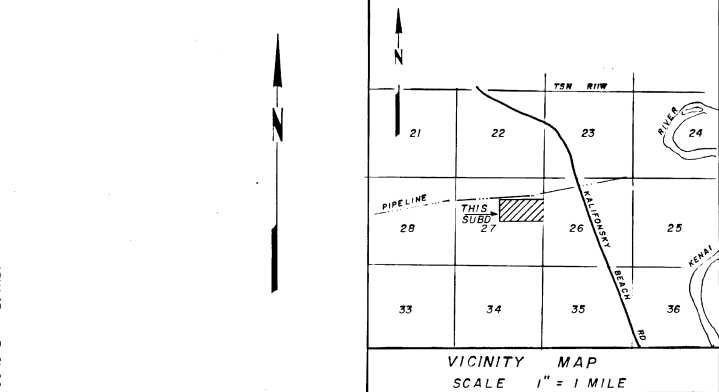 N
N
T5N R11W
21 22 23 24
RIVER
PIPELINE
THIS
SUBD
28 27 26 25
KALIFONSKY BEACH RD
KENAI
33 34 35 36
VICINITY MAP
SCALE 1" = 1 MILE